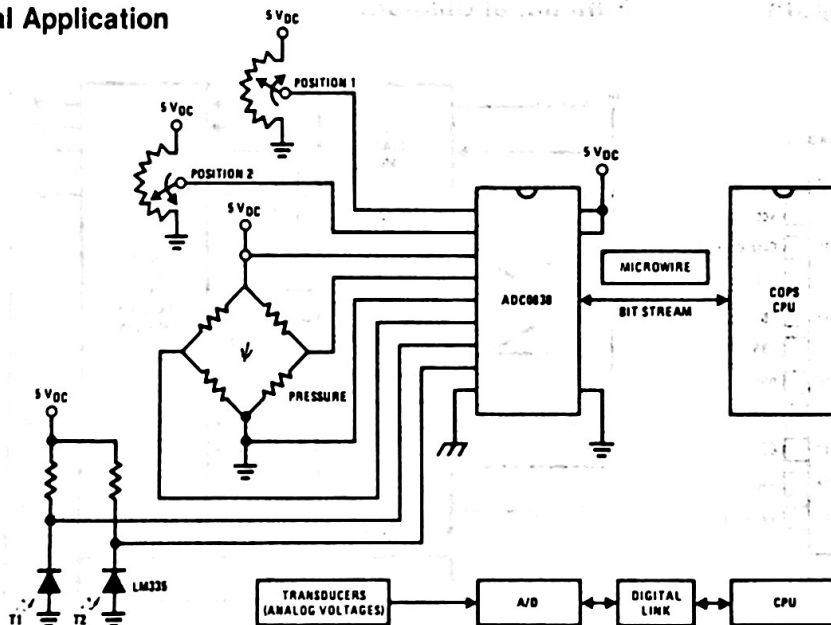 al Application
5 VDC
POSITION 1
5 VDC
POSITION 2
5 VDC
5 VDC
MICROWIRE
ADC0838
BIT STREAM
COPS
CPU
PRESSURE
5 VDC
LM335
T1
T2
TRANSDUCERS
(ANALOG VOLTAGES)
A/D
DIGITAL
LINK
CPU